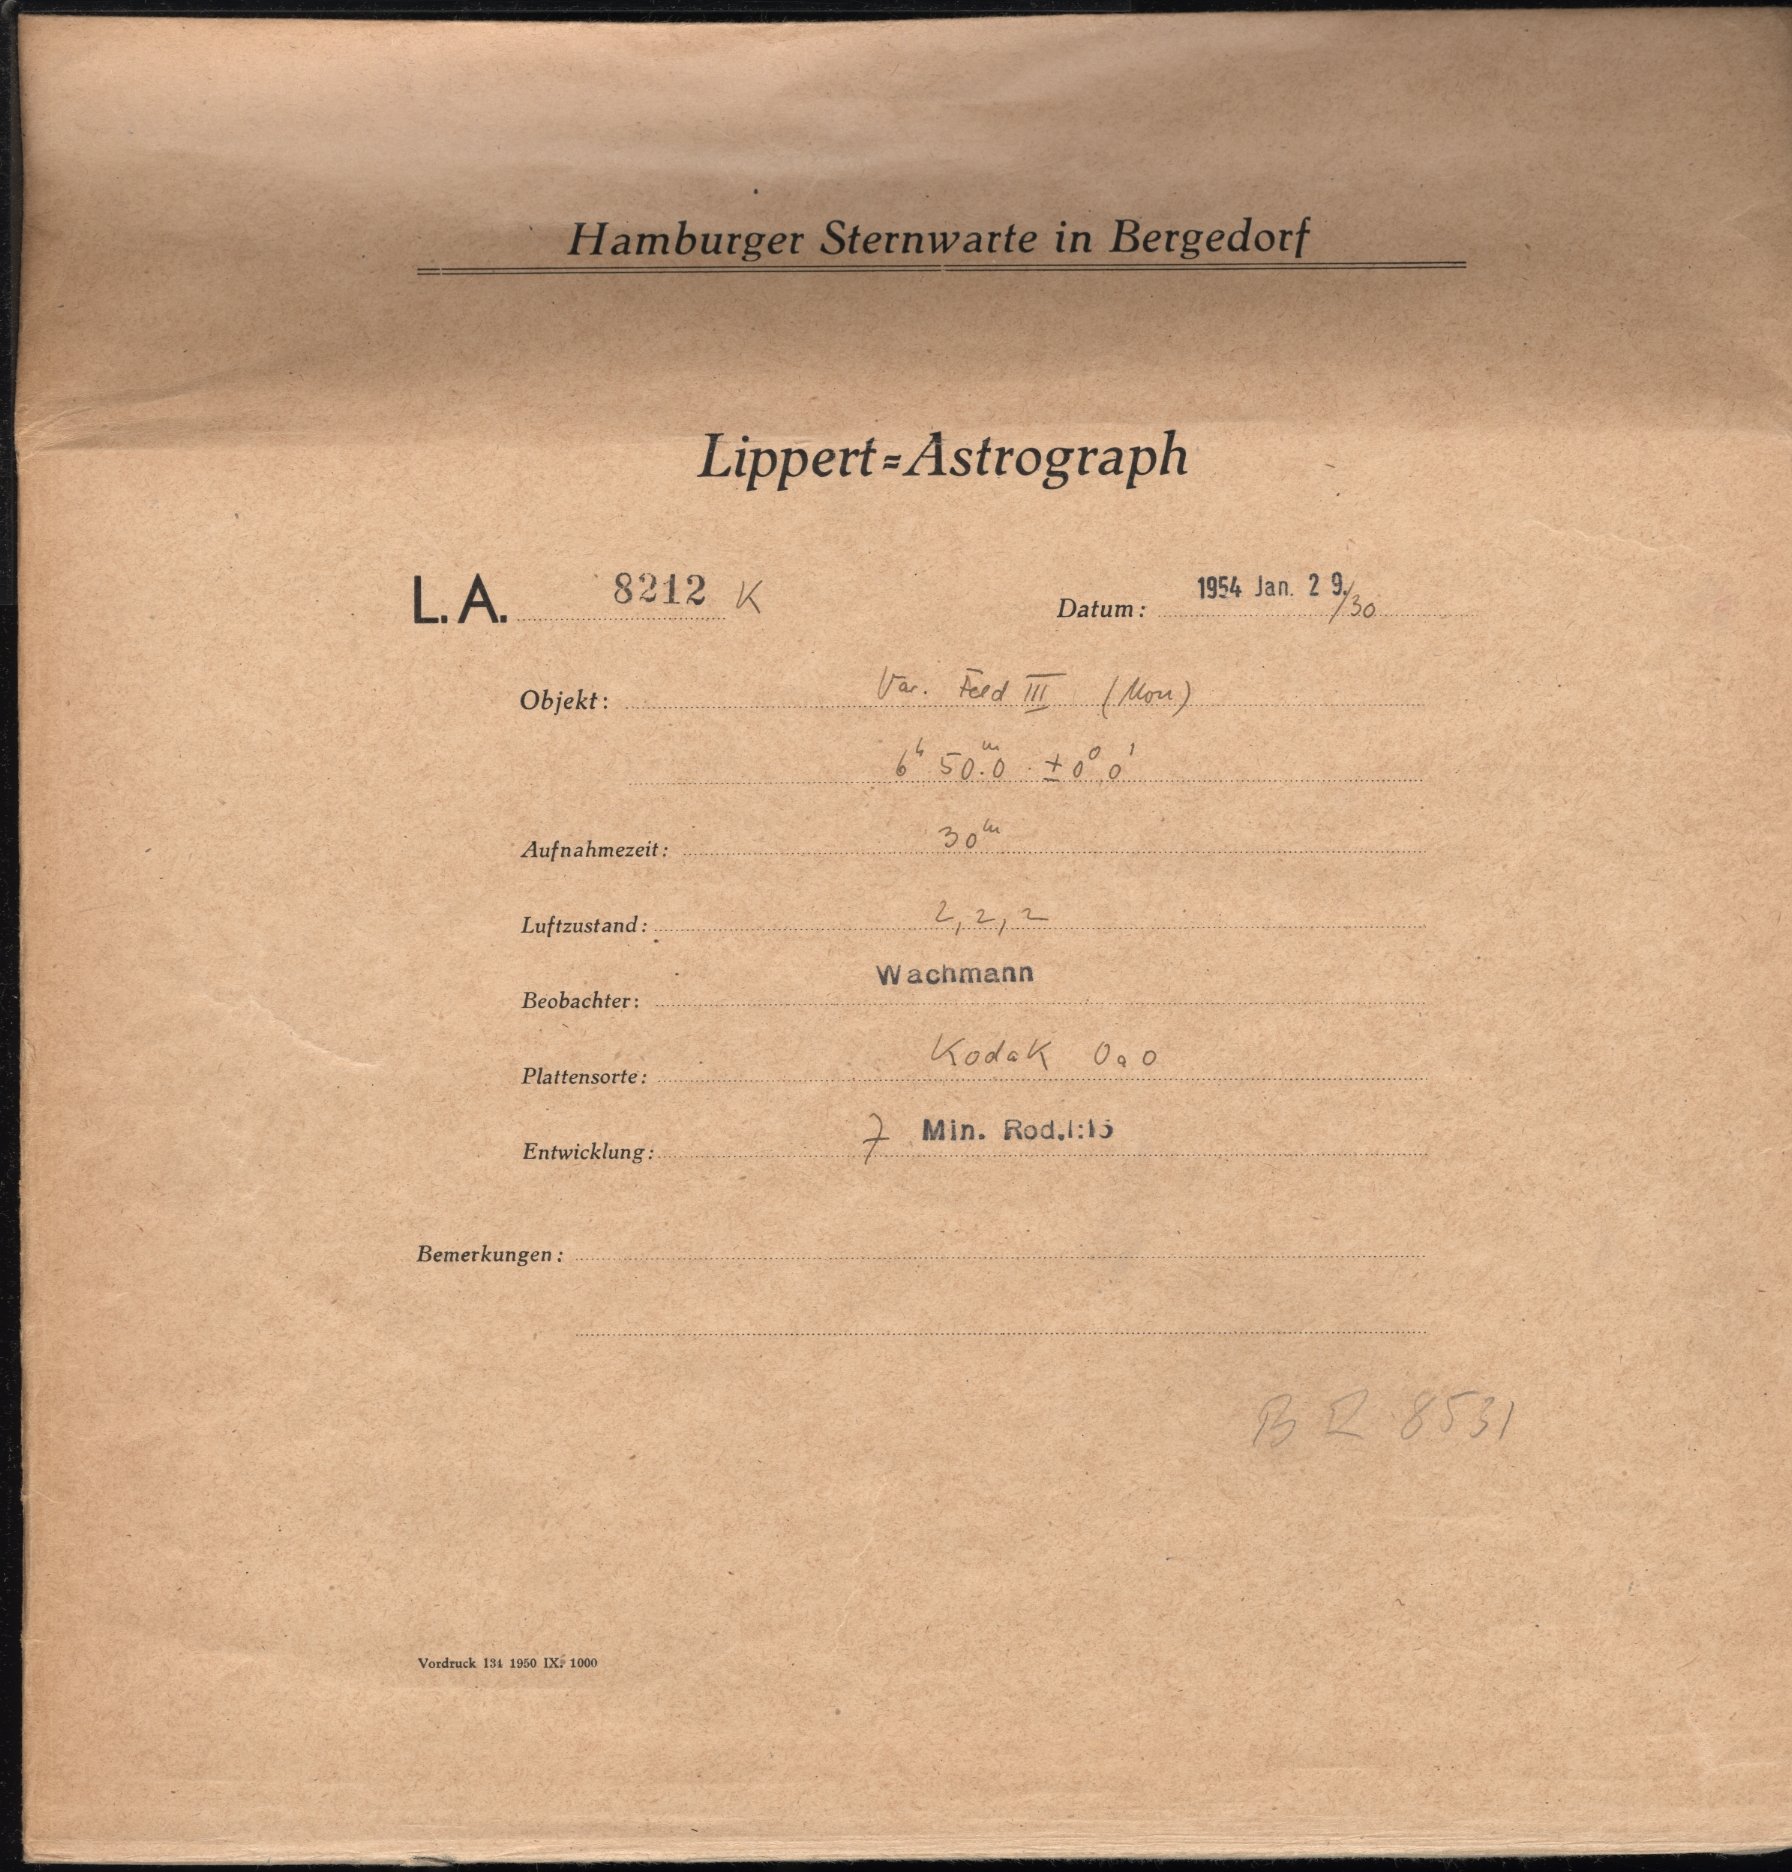 Hamburger Sternwarte in Bergedorf
Lippert=Astrograph
L. A. 8212 K
Datum: 1954 Jan. 29./30
Objekt: Var. Feld III (Mon)
6ʰ 50ᵐ.0 ±0° 0'
Aufnahmezeit: 30ᵐ
Luftzustand: 2, 2, 2
Beobachter: Wachmann
Plattensorte: Kodak OaO
Entwicklung: 7 Min. Rod.1:15
Bemerkungen:
B R 8531
Vordruck 134 1950 IX. 1000